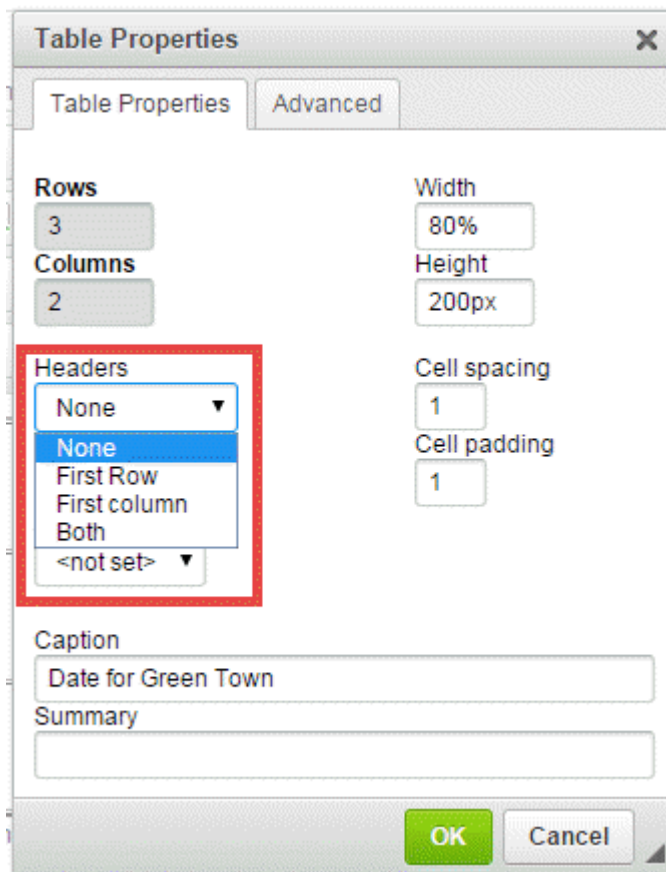 Table Properties
Table Properties Advanced
Rows
3
Columns
2
Width
80%
Height
200px
Headers
None
None
First Row
First column
Both
<not set>
Cell spacing
1
Cell padding
1
Caption
Date for Green Town
Summary
OK Cancel